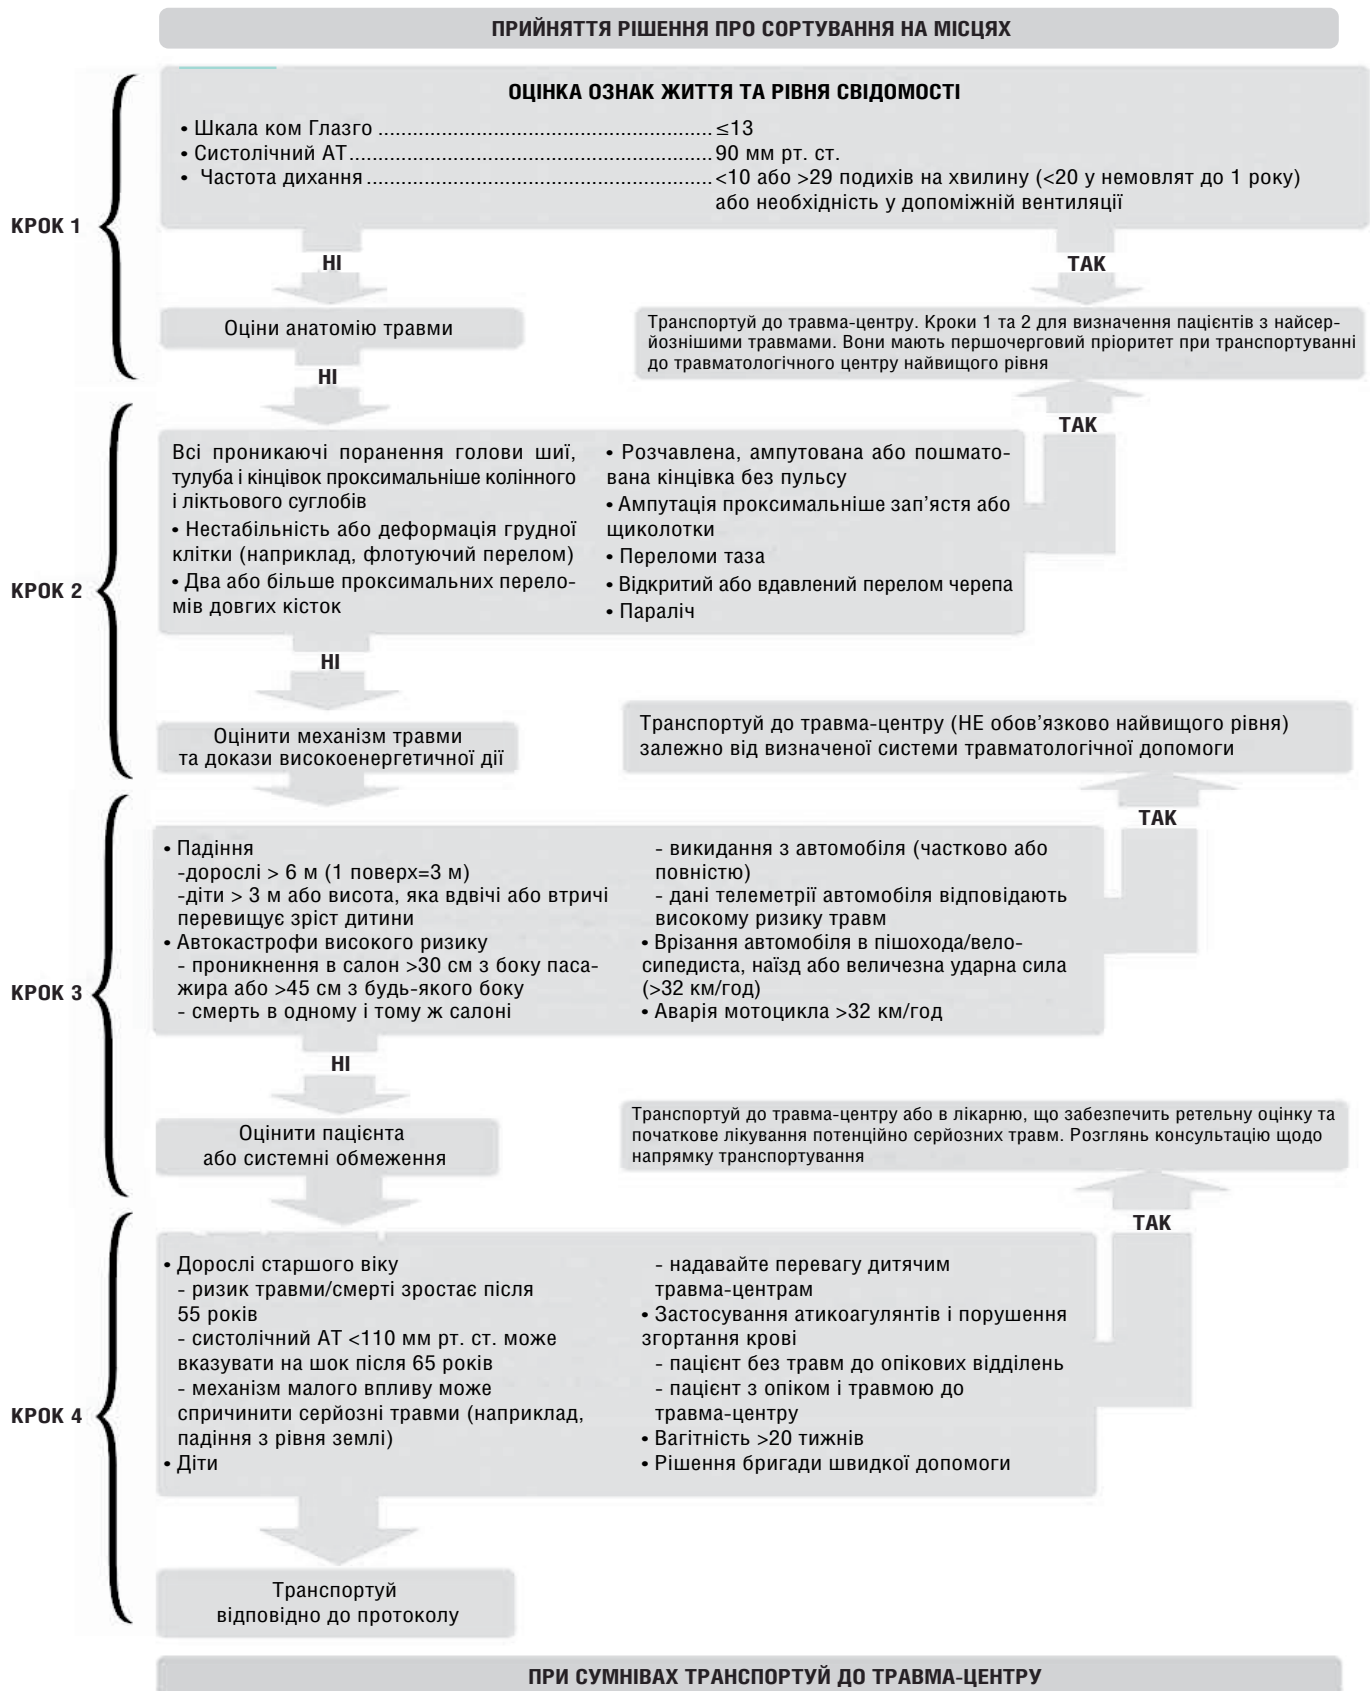 ПРИЙНЯТТЯ РІШЕННЯ ПРО СОРТУВАННЯ НА МІСЦЯХ
КРОК 1
ОЦІНКА ОЗНАК ЖИТТЯ ТА РІВНЯ СВІДОМОСТІ
• Шкала ком Глазго .......................................................... ≤13
• Систолічний АТ............................................................... 90 мм рт. ст.
• Частота дихання ............................................................ <10 або >29 подихів на хвилину (<20 у немовлят до 1 року)
або необхідність у допоміжній вентиляції
НІ
ТАК
Оціни анатомію травми
Транспортуй до травма-центру. Кроки 1 та 2 для визначення пацієнтів з найсер-
йознішими травмами. Вони мають першочерговий пріоритет при транспортуванні
до травматологічного центру найвищого рівня
НІ
ТАК
КРОК 2
Всі проникаючі поранення голови шиї,
тулуба і кінцівок проксимальніше колінного
і ліктьового суглобів
• Нестабільність або деформація грудної
клітки (наприклад, флотуючий перелом)
• Два або більше проксимальних перело-
мів довгих кісток
• Розчавлена, ампутована або пошмато-
вана кінцівка без пульсу
• Ампутація проксимальніше зап'ястя або
щиколотки
• Переломи таза
• Відкритий або вдавлений перелом черепа
• Параліч
НІ
Оцінити механізм травми
та докази високоенергетичної дії
Транспортуй до травма-центру (НЕ обов'язково найвищого рівня)
залежно від визначеної системи травматологічної допомоги
ТАК
КРОК 3
• Падіння
-дорослі > 6 м (1 поверх=3 м)
-діти > 3 м або висота, яка вдвічі або втричі
перевищує зріст дитини
• Автокастрофи високого ризику
- проникнення в салон >30 см з боку паса-
жира або >45 см з будь-якого боку
- смерть в одному і тому ж салоні
- викидання з автомобіля (частково або
повністю)
- дані телеметрії автомобіля відповідають
високому ризику травм
• Врізання автомобіля в пішохода/вело-
сипедиста, наїзд або величезна ударна сила
(>32 км/год)
• Аварія мотоцикла >32 км/год
НІ
Оцінити пацієнта
або системні обмеження
Транспортуй до травма-центру або в лікарню, що забезпечить ретельну оцінку та
початкове лікування потенційно серйозних травм. Розглянь консультацію щодо
напрямку транспортування
ТАК
КРОК 4
• Дорослі старшого віку
- ризик травми/смерті зростає після
55 років
- систолічний АТ <110 мм рт. ст. може
вказувати на шок після 65 років
- механізм малого впливу може
спричинити серйозні травми (наприклад,
падіння з рівня землі)
• Діти
- надавайте перевагу дитячим
травма-центрам
• Застосування атикоагулянтів і порушення
згортання крові
- пацієнт без травм до опікових відділень
- пацієнт з опіком і травмою до
травма-центру
• Вагітність >20 тижнів
• Рішення бригади швидкої допомоги
Транспортуй
відповідно до протоколу
ПРИ СУМНІВАХ ТРАНСПОРТУЙ ДО ТРАВМА-ЦЕНТРУ